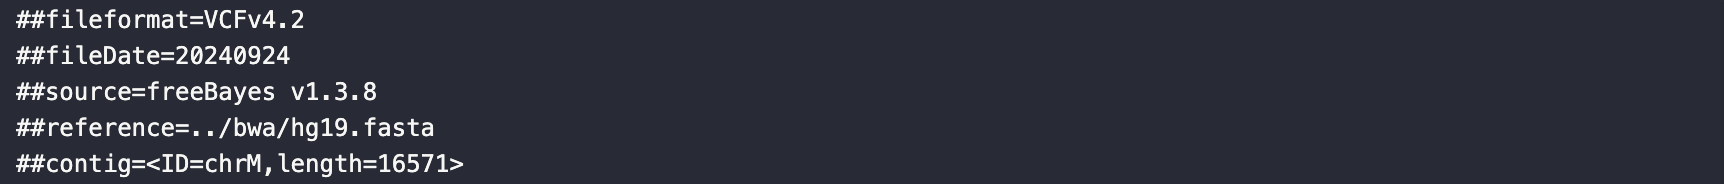 ##fileformat=VCFv4.2
##fileDate=20240924
##source=freeBayes v1.3.8
##reference=../bwa/hg19.fasta
##contig=<ID=chrM,length=16571>